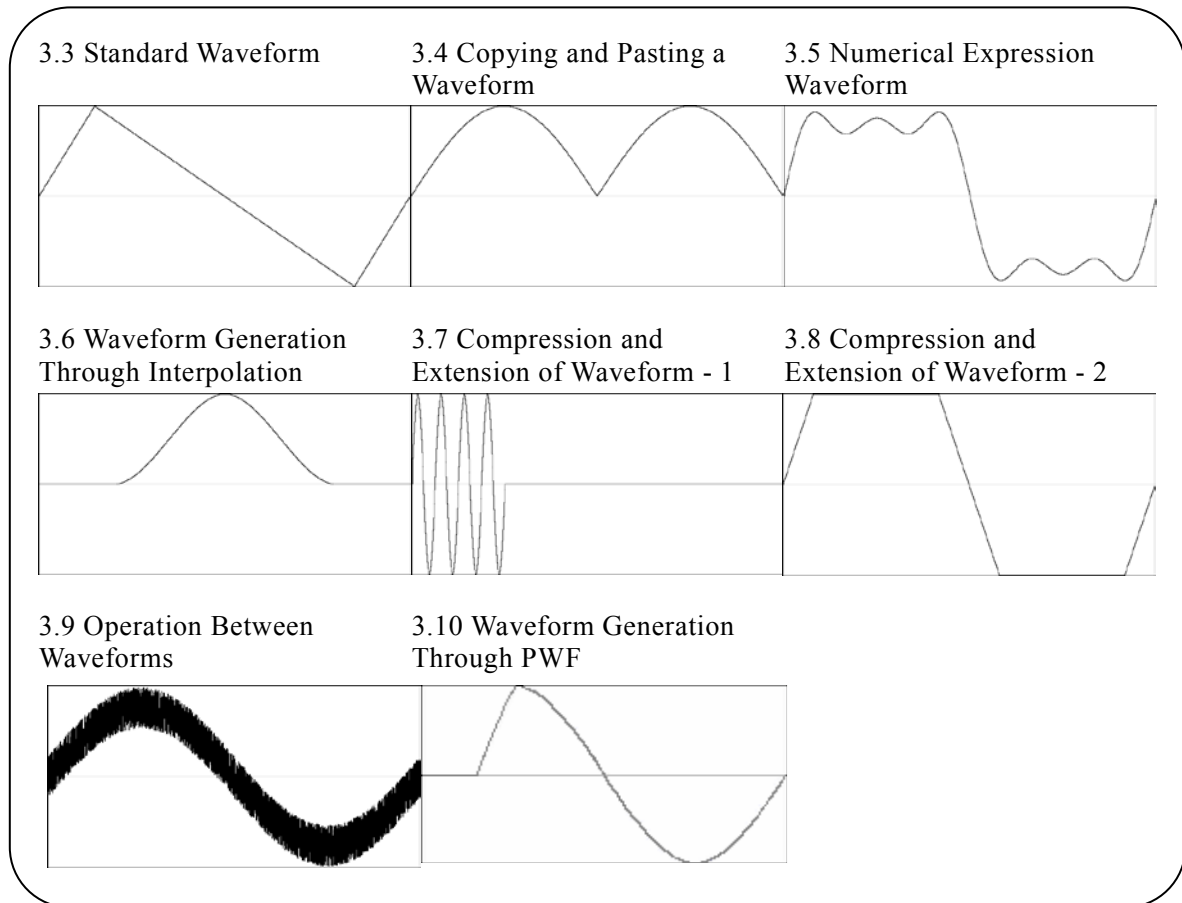 3.3 Standard Waveform
3.4 Copying and Pasting a
Waveform
3.5 Numerical Expression
Waveform
3.6 Waveform Generation
Through Interpolation
3.7 Compression and
Extension of Waveform - 1
3.8 Compression and
Extension of Waveform - 2
3.9 Operation Between
Waveforms
3.10 Waveform Generation
Through PWF